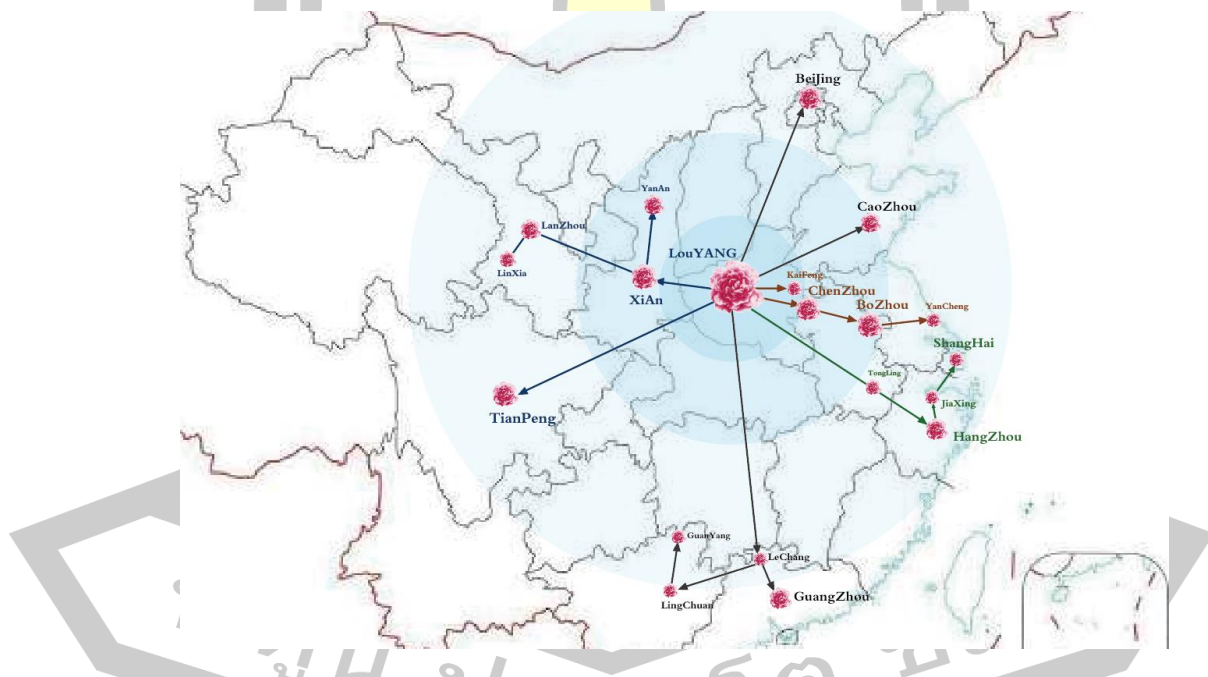 BeiJing
YanAn
CaoZhou
LanZhou
LouYANG
LinXia
KaiFeng
XiAn
ChenZhou
BoZhou
YanCheng
ShangHai
TongLing
JiaXing
TianPeng
HangZhou
GuanYang
LeChang
LingChuan
GuangZhou